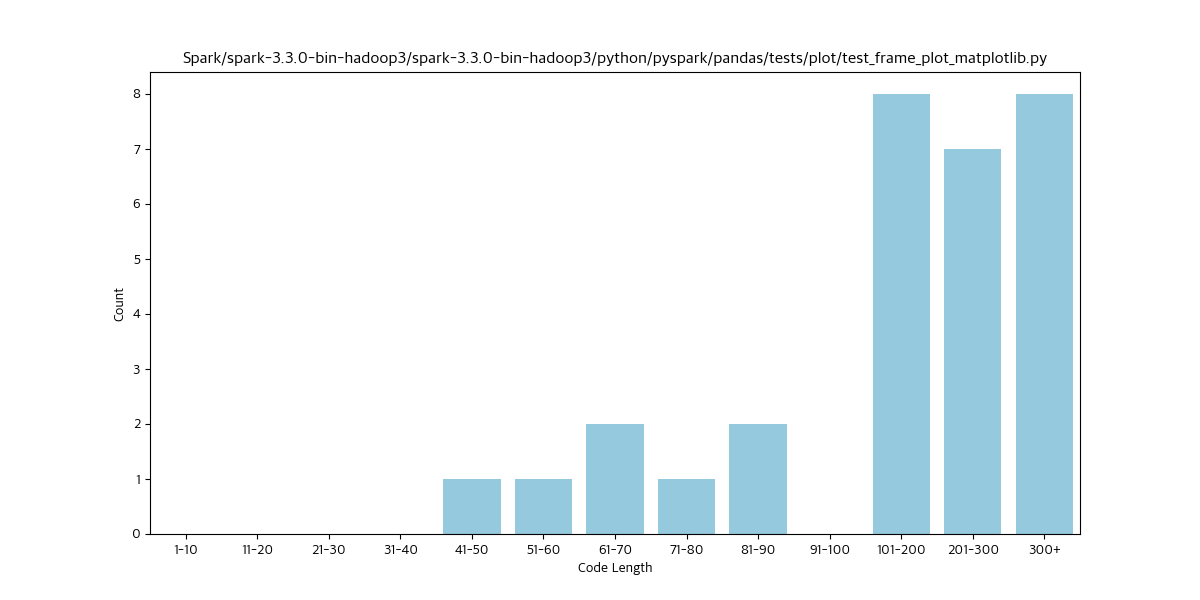 Spark/spark-3.3.0-bin-hadoop3/spark-3.3.0-bin-hadoop3/python/pyspark/pandas/tests/plot/test_frame_plot_matplotlib.py
8
7
6
5
4
3
2
1
0
Count
1-10 11-20 21-30 31-40 41-50 51-60 61-70 71-80 81-90 91-100 101-200 201-300 300+
Code Length